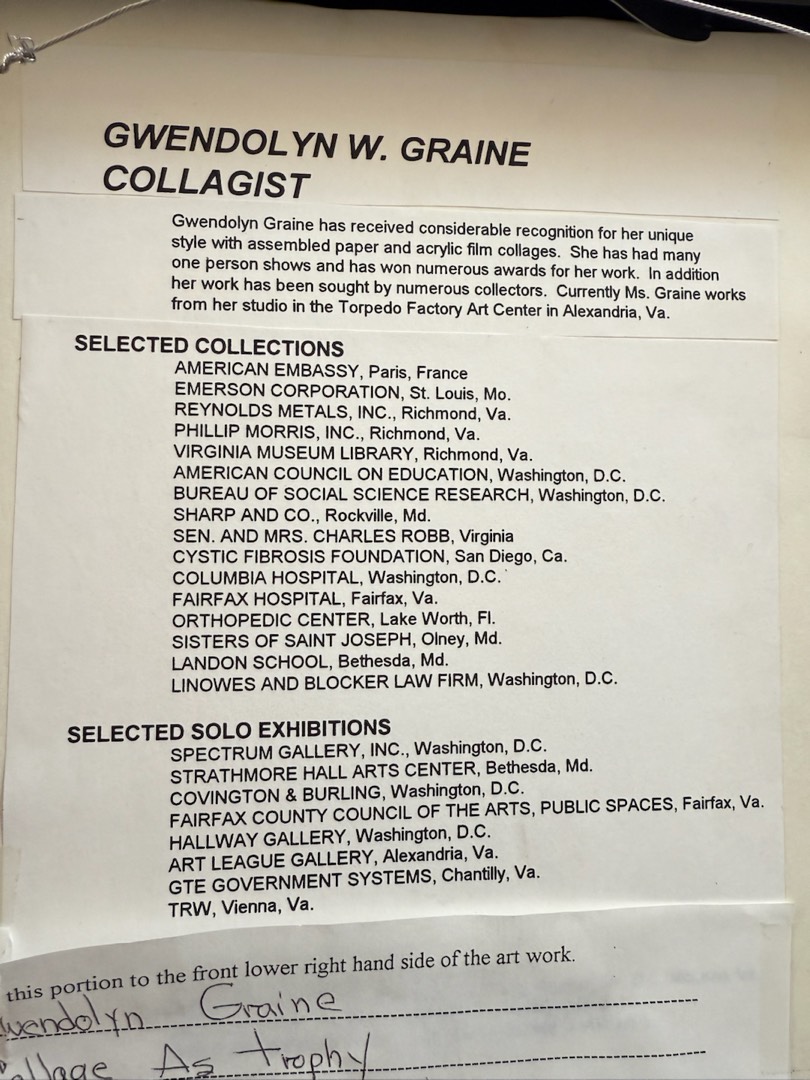 GWENDOLYN W. GRAINE
COLLAGIST
Gwendolyn Graine has received considerable recognition for her unique
style with assembled paper and acrylic film collages. She has had many
one person shows and has won numerous awards for her work. In addition
her work has been sought by numerous collectors. Currently Ms. Graine works
from her studio in the Torpedo Factory Art Center in Alexandria, Va.
SELECTED COLLECTIONS
AMERICAN EMBASSY, Paris, France
EMERSON CORPORATION, St. Louis, Mo.
REYNOLDS METALS, INC., Richmond, Va.
PHILLIP MORRIS, INC., Richmond, Va.
VIRGINIA MUSEUM LIBRARY, Richmond, Va.
AMERICAN COUNCIL ON EDUCATION, Washington, D.C.
BUREAU OF SOCIAL SCIENCE RESEARCH, Washington, D.C.
SHARP AND CO., Rockville, Md.
SEN. AND MRS. CHARLES ROBB, Virginia
CYSTIC FIBROSIS FOUNDATION, San Diego, Ca.
COLUMBIA HOSPITAL, Washington, D.C.
FAIRFAX HOSPITAL, Fairfax, Va.
ORTHOPEDIC CENTER, Lake Worth, Fl.
SISTERS OF SAINT JOSEPH, Olney, Md.
LANDON SCHOOL, Bethesda, Md.
LINOWES AND BLOCKER LAW FIRM, Washington, D.C.
SELECTED SOLO EXHIBITIONS
SPECTRUM GALLERY, INC., Washington, D.C.
STRATHMORE HALL ARTS CENTER, Bethesda, Md.
COVINGTON & BURLING, Washington, D.C.
FAIRFAX COUNTY COUNCIL OF THE ARTS, PUBLIC SPACES, Fairfax, Va.
HALLWAY GALLERY, Washington, D.C.
ART LEAGUE GALLERY, Alexandria, Va.
GTE GOVERNMENT SYSTEMS, Chantilly, Va.
TRW, Vienna, Va.
this portion to the front lower right hand side of the art work.
wendolyn Graine
ollage As trophy